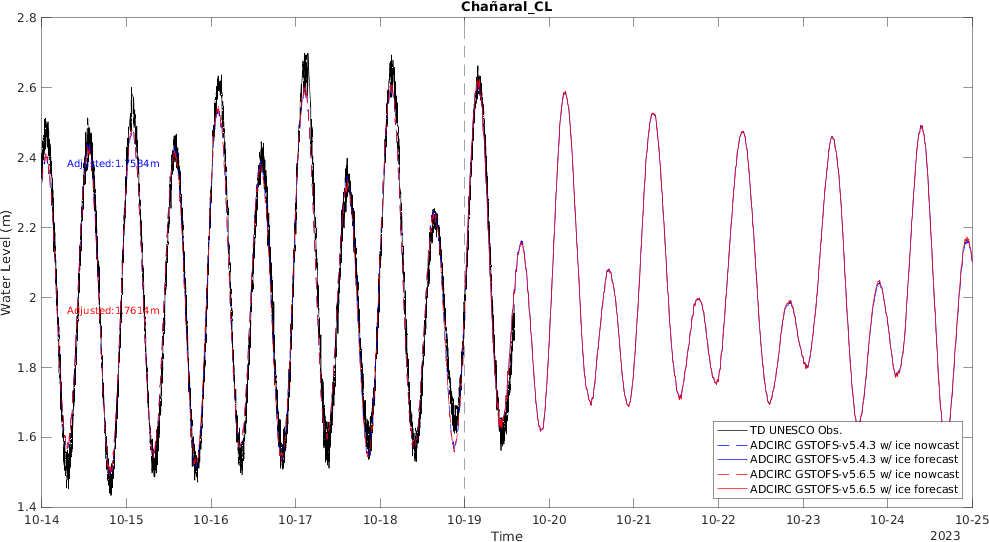 Chañaral_CL
Water Level (m)
2.8
2.6
2.4
2.2
2
1.8
1.6
1.4
Adjusted:1.7584m
Adjusted:1.7614m
TD UNESCO Obs.
ADCIRC GSTOFS-v5.4.3 w/ ice nowcast
ADCIRC GSTOFS-v5.4.3 w/ ice forecast
ADCIRC GSTOFS-v5.6.5 w/ ice nowcast
ADCIRC GSTOFS-v5.6.5 w/ ice forecast
10-14 10-15 10-16 10-17 10-18 10-19 10-20 10-21 10-22 10-23 10-24 10-25
Time
2023